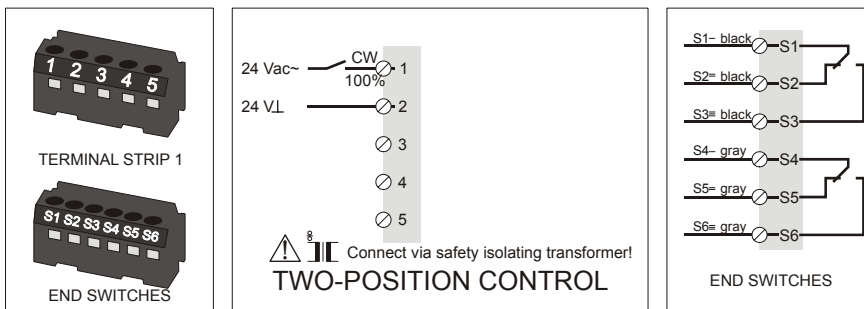 1 2 3 4 5
TERMINAL STRIP 1
S1 S2 S3 S4 S5 S6
END SWITCHES
24 Vac~ CW 1
100%
24 V⊥ 2
3
4
5
Connect via safety isolating transformer!
TWO-POSITION CONTROL
S1– black S1
S2= black S2
S3≡ black S3
S4– gray S4
S5= gray S5
S6≡ gray S6
END SWITCHES